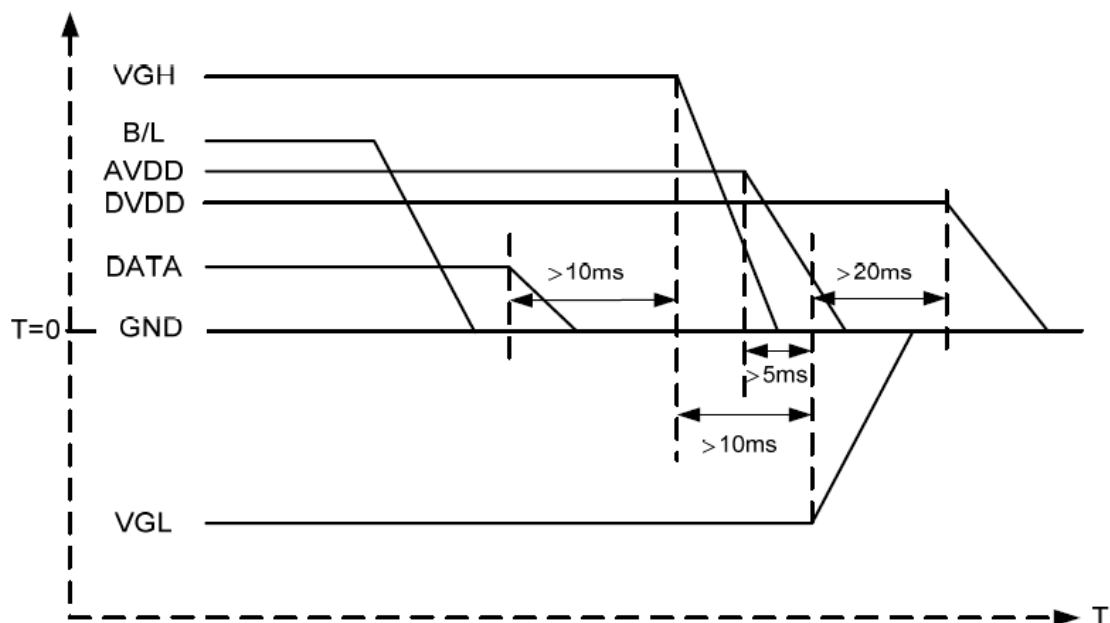 VGH
B/L
AVDD
DVDD
DATA
>10ms
>20ms
T=0
GND
>5ms
>10ms
VGL
T